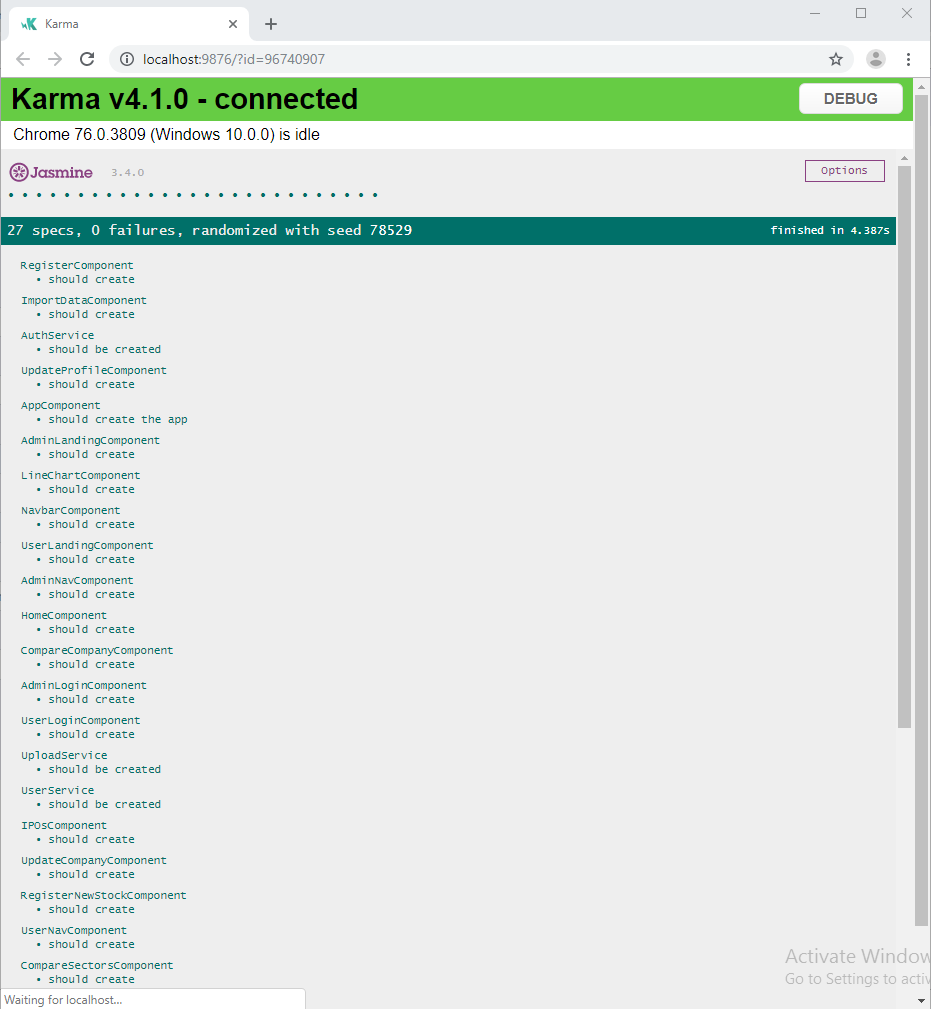 Karma
localhost:9876/?id=96740907
Karma v4.1.0 - connected
DEBUG
Chrome 76.0.3809 (Windows 10.0.0) is idle
Jasmine 3.4.0
Options
27 specs, 0 failures, randomized with seed 78529
finished in 4.387s
RegisterComponent
• should create
ImportDataComponent
• should create
AuthService
• should be created
UpdateProfileComponent
• should create
AppComponent
• should create the app
AdminLandingComponent
• should create
LineChartComponent
• should create
NavbarComponent
• should create
UserLandingComponent
• should create
AdminNavComponent
• should create
HomeComponent
• should create
CompareCompanyComponent
• should create
AdminLoginComponent
• should create
UserLoginComponent
• should create
UploadService
• should be created
UserService
• should be created
IPOsComponent
• should create
UpdateCompanyComponent
• should create
RegisterNewStockComponent
• should create
UserNavComponent
• should create
CompareSectorsComponent
• should create
Activate Window
Go to Settings to activ
Waiting for localhost...